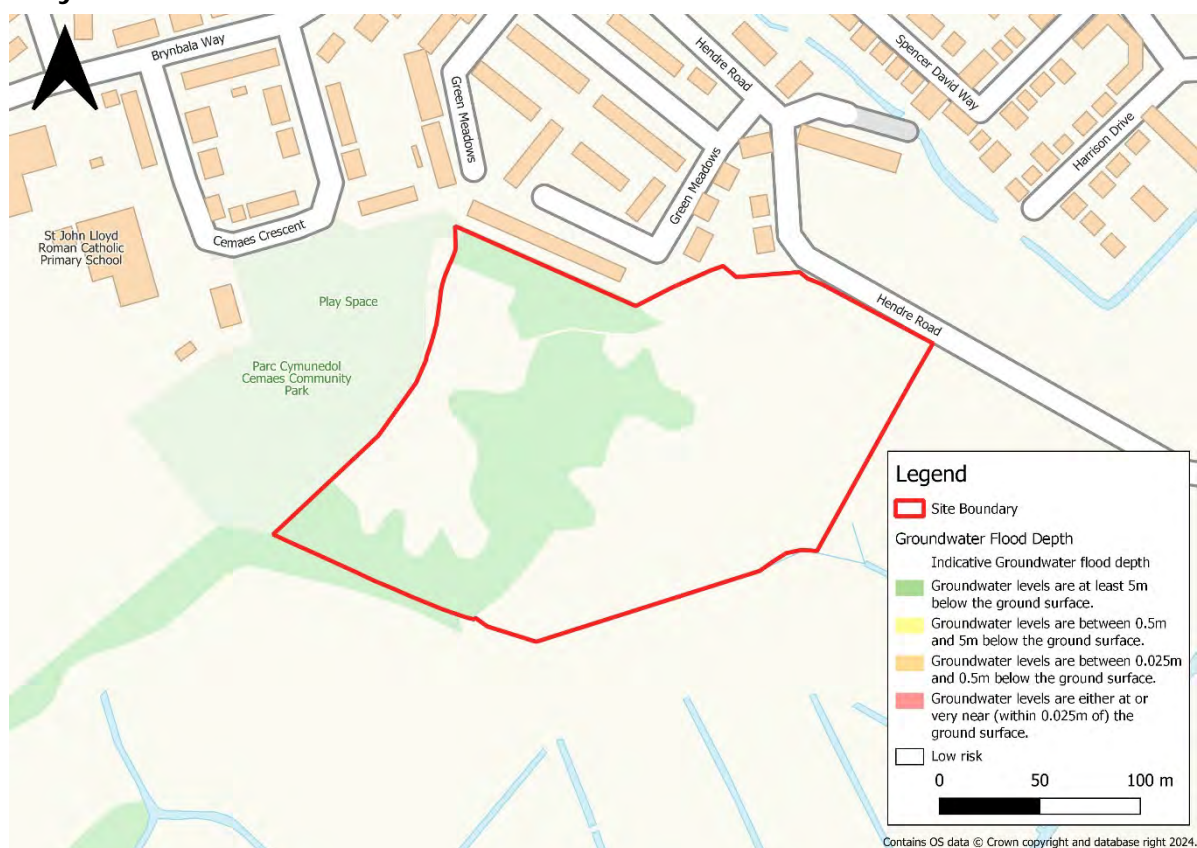 Brynbala Way
Hendre Road
Spencer David Way
Green Meadows
Harrison Drive
Green Meadows
St John Lloyd
Roman Catholic
Primary School
Cemaes Crescent
Play Space
Hendre Road
Parc Cymunedol
Cemaes Community
Park
Legend
Site Boundary
Groundwater Flood Depth
Indicative Groundwater flood depth
Groundwater levels are at least 5m
below the ground surface.
Groundwater levels are between 0.5m
and 5m below the ground surface.
Groundwater levels are between 0.025m
and 0.5m below the ground surface.
Groundwater levels are either at or
very near (within 0.025m of) the
ground surface.
Low risk
0 50 100 m
Contains OS data © Crown copyright and database right 2024.